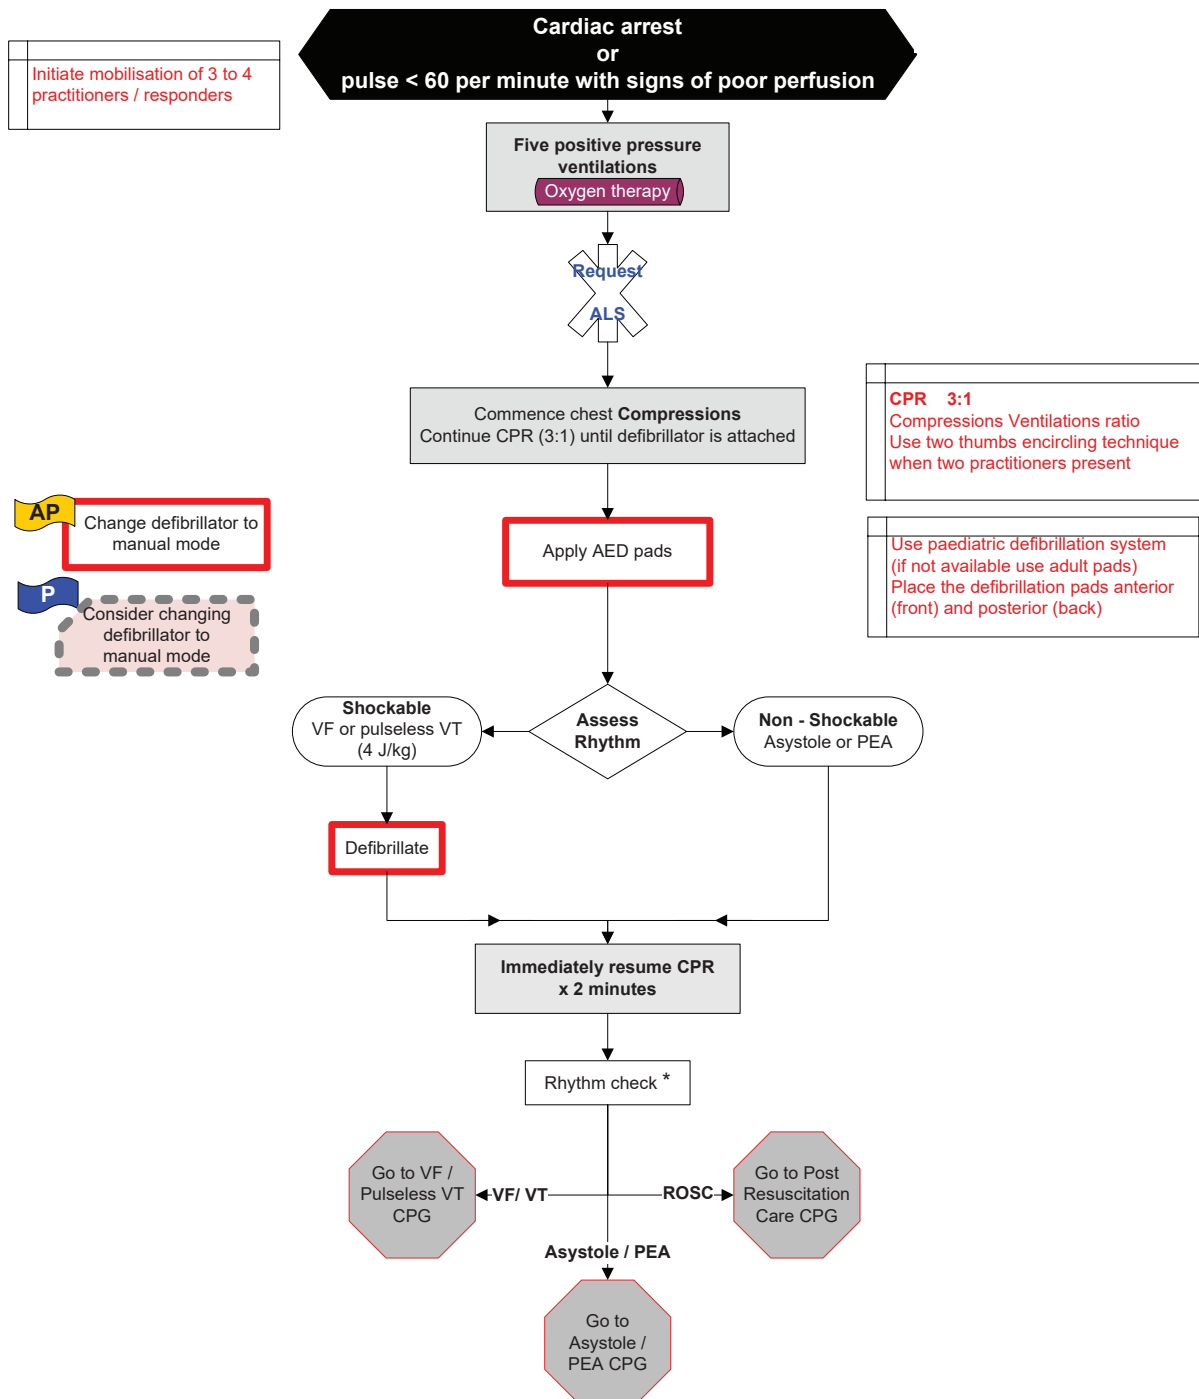 Cardiac arrest
or
pulse < 60 per minute with signs of poor perfusion
Initiate mobilisation of 3 to 4
practitioners / responders
Five positive pressure
ventilations
Oxygen therapy
Request
ALS
Commence chest Compressions
Continue CPR (3:1) until defibrillator is attached
CPR 3:1
Compressions Ventilations ratio
Use two thumbs encircling technique
when two practitioners present
AP
Change defibrillator to
manual mode
Apply AED pads
Use paediatric defibrillation system
(if not available use adult pads)
Place the defibrillation pads anterior
(front) and posterior (back)
P
Consider changing
defibrillator to
manual mode
Shockable
VF or pulseless VT
(4 J/kg)
Assess
Rhythm
Non - Shockable
Asystole or PEA
Defibrillate
Immediately resume CPR
x 2 minutes
Rhythm check *
Go to VF /
Pulseless VT
CPG
VF/ VT
ROSC
Go to Post
Resuscitation
Care CPG
Asystole / PEA
Go to
Asystole /
PEA CPG